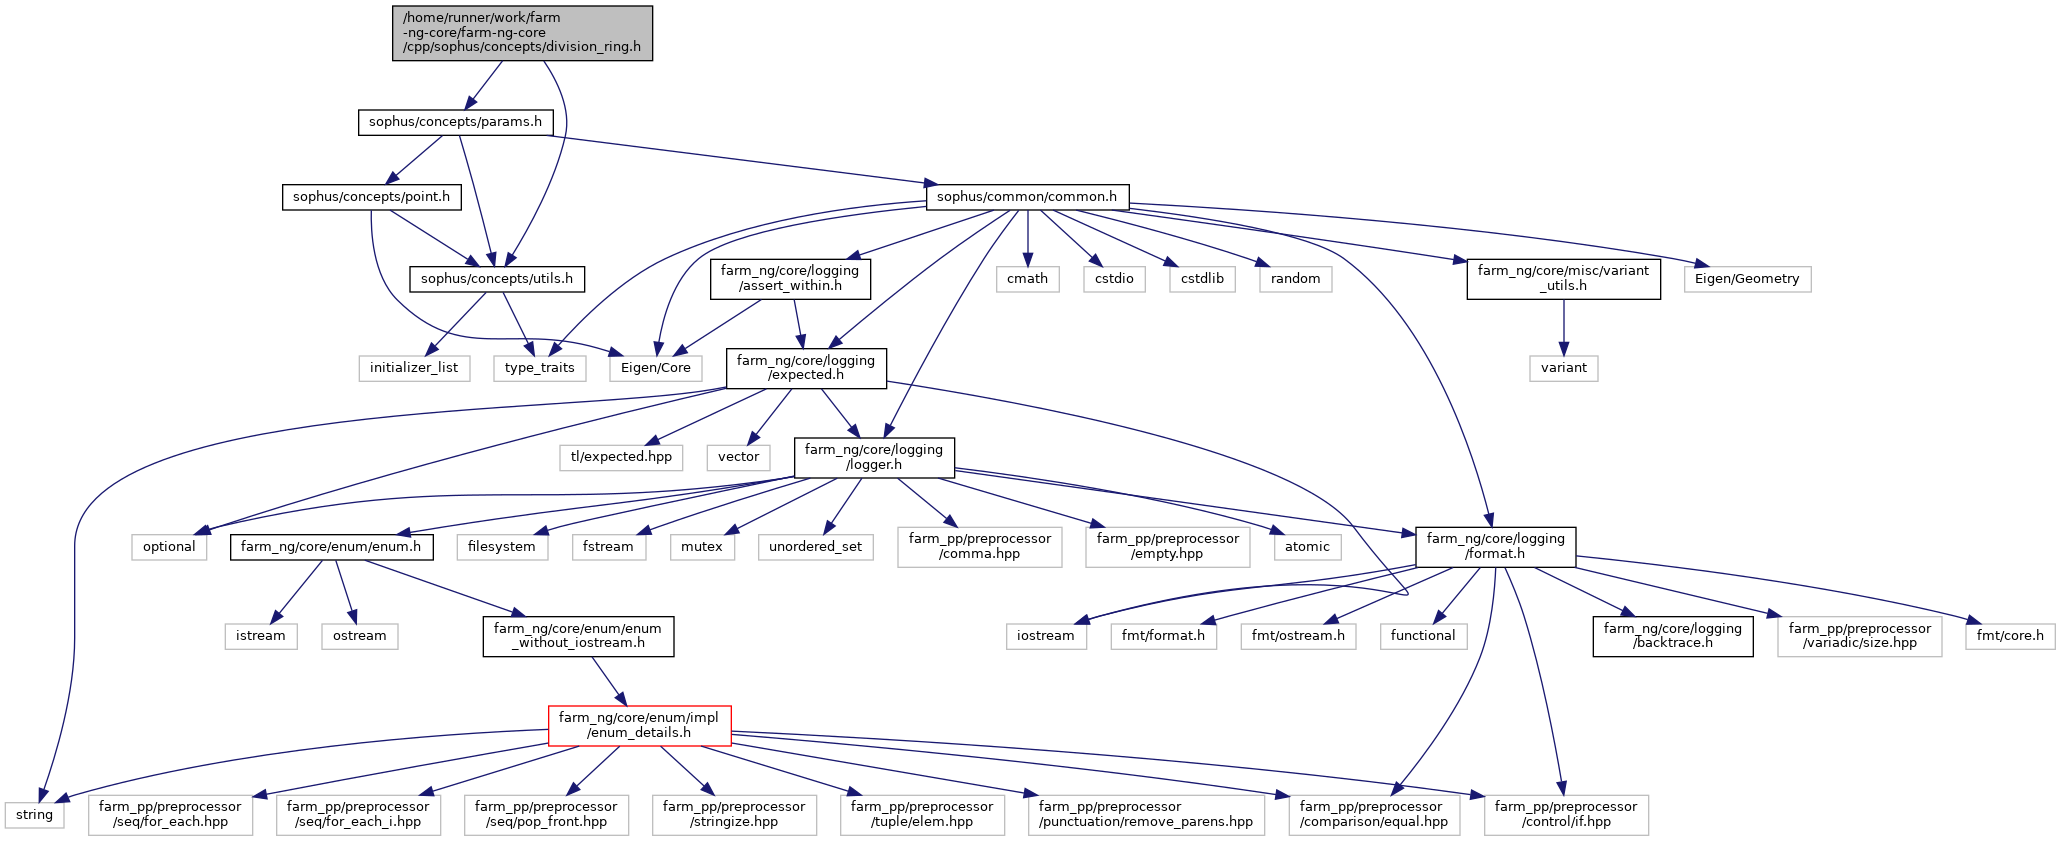 /home/runner/work/farm
-ng-core/farm-ng-core
/cpp/sophus/concepts/division_ring.h
sophus/concepts/params.h
sophus/concepts/point.h
sophus/common/common.h
sophus/concepts/utils.h
farm_ng/core/logging
/assert_within.h
cmath
cstdio
cstdlib
random
farm_ng/core/misc/variant
_utils.h
Eigen/Geometry
initializer_list
type_traits
Eigen/Core
farm_ng/core/logging
/expected.h
variant
tl/expected.hpp
vector
farm_ng/core/logging
/logger.h
optional
farm_ng/core/enum/enum.h
filesystem
fstream
mutex
unordered_set
farm_pp/preprocessor
/comma.hpp
farm_pp/preprocessor
/empty.hpp
atomic
farm_ng/core/logging
/format.h
istream
ostream
farm_ng/core/enum/enum
_without_iostream.h
iostream
fmt/format.h
fmt/ostream.h
functional
farm_ng/core/logging
/backtrace.h
farm_pp/preprocessor
/variadic/size.hpp
fmt/core.h
farm_ng/core/enum/impl
/enum_details.h
string
farm_pp/preprocessor
/seq/for_each.hpp
farm_pp/preprocessor
/seq/for_each_i.hpp
farm_pp/preprocessor
/seq/pop_front.hpp
farm_pp/preprocessor
/stringize.hpp
farm_pp/preprocessor
/tuple/elem.hpp
farm_pp/preprocessor
/punctuation/remove_parens.hpp
farm_pp/preprocessor
/comparison/equal.hpp
farm_pp/preprocessor
/control/if.hpp